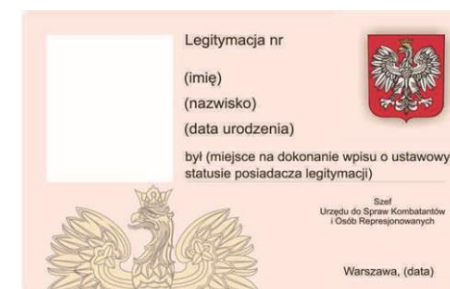 Legitymacja nr
(imię)
(nazwisko)
(data urodzenia)
był (miejsce na dokonanie wpisu o ustawowy
statusie posiadacza legitymacji)
Szef
Urzędu do Spraw Kombatantów
i Osób Represjonowanych
Warszawa, (data)